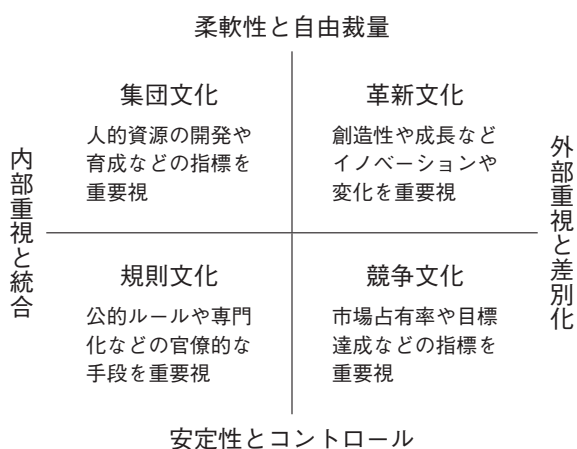 柔軟性と自由裁量
集団文化
人的資源の開発や
育成などの指標を
重要視
革新文化
創造性や成長など
イノベーションや
変化を重要視
内部重視と統合
外部重視と差別化
規則文化
公的ルールや専門
化などの官僚的な
手段を重要視
競争文化
市場占有率や目標
達成などの指標を
重要視
安定性とコントロール